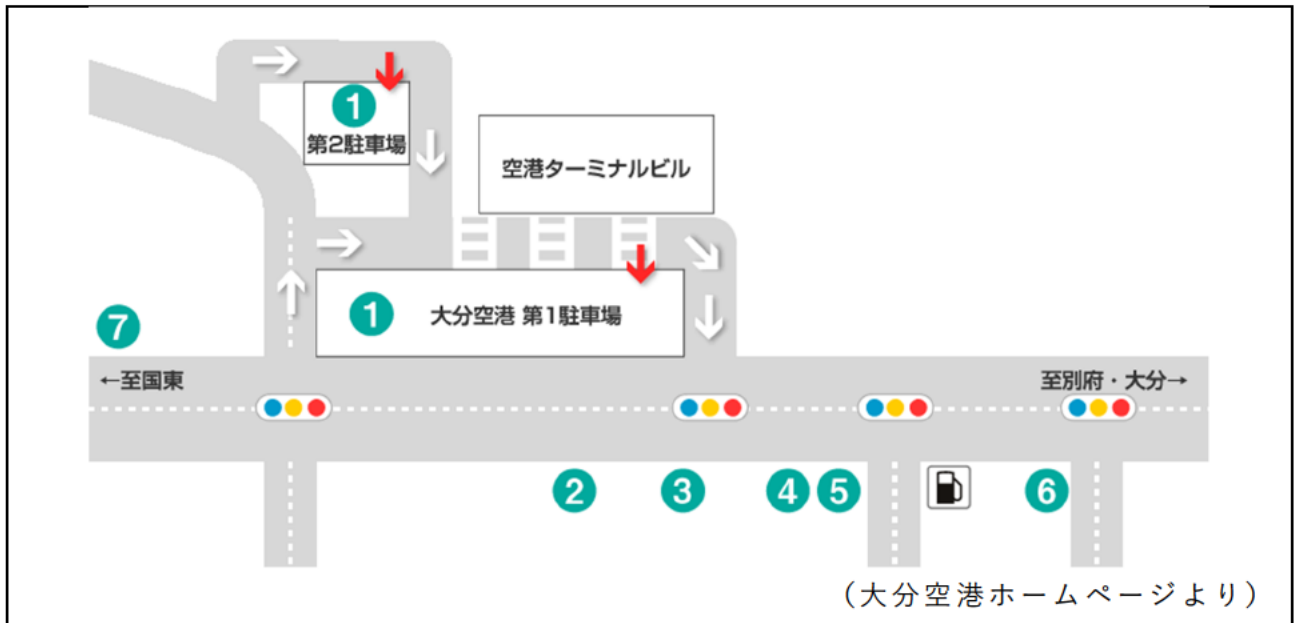 1
第2駐車場
空港ターミナルビル
1 大分空港 第1駐車場
7
←至国東
至別府・大分→
2 3 4 5 6
(大分空港ホームページより)